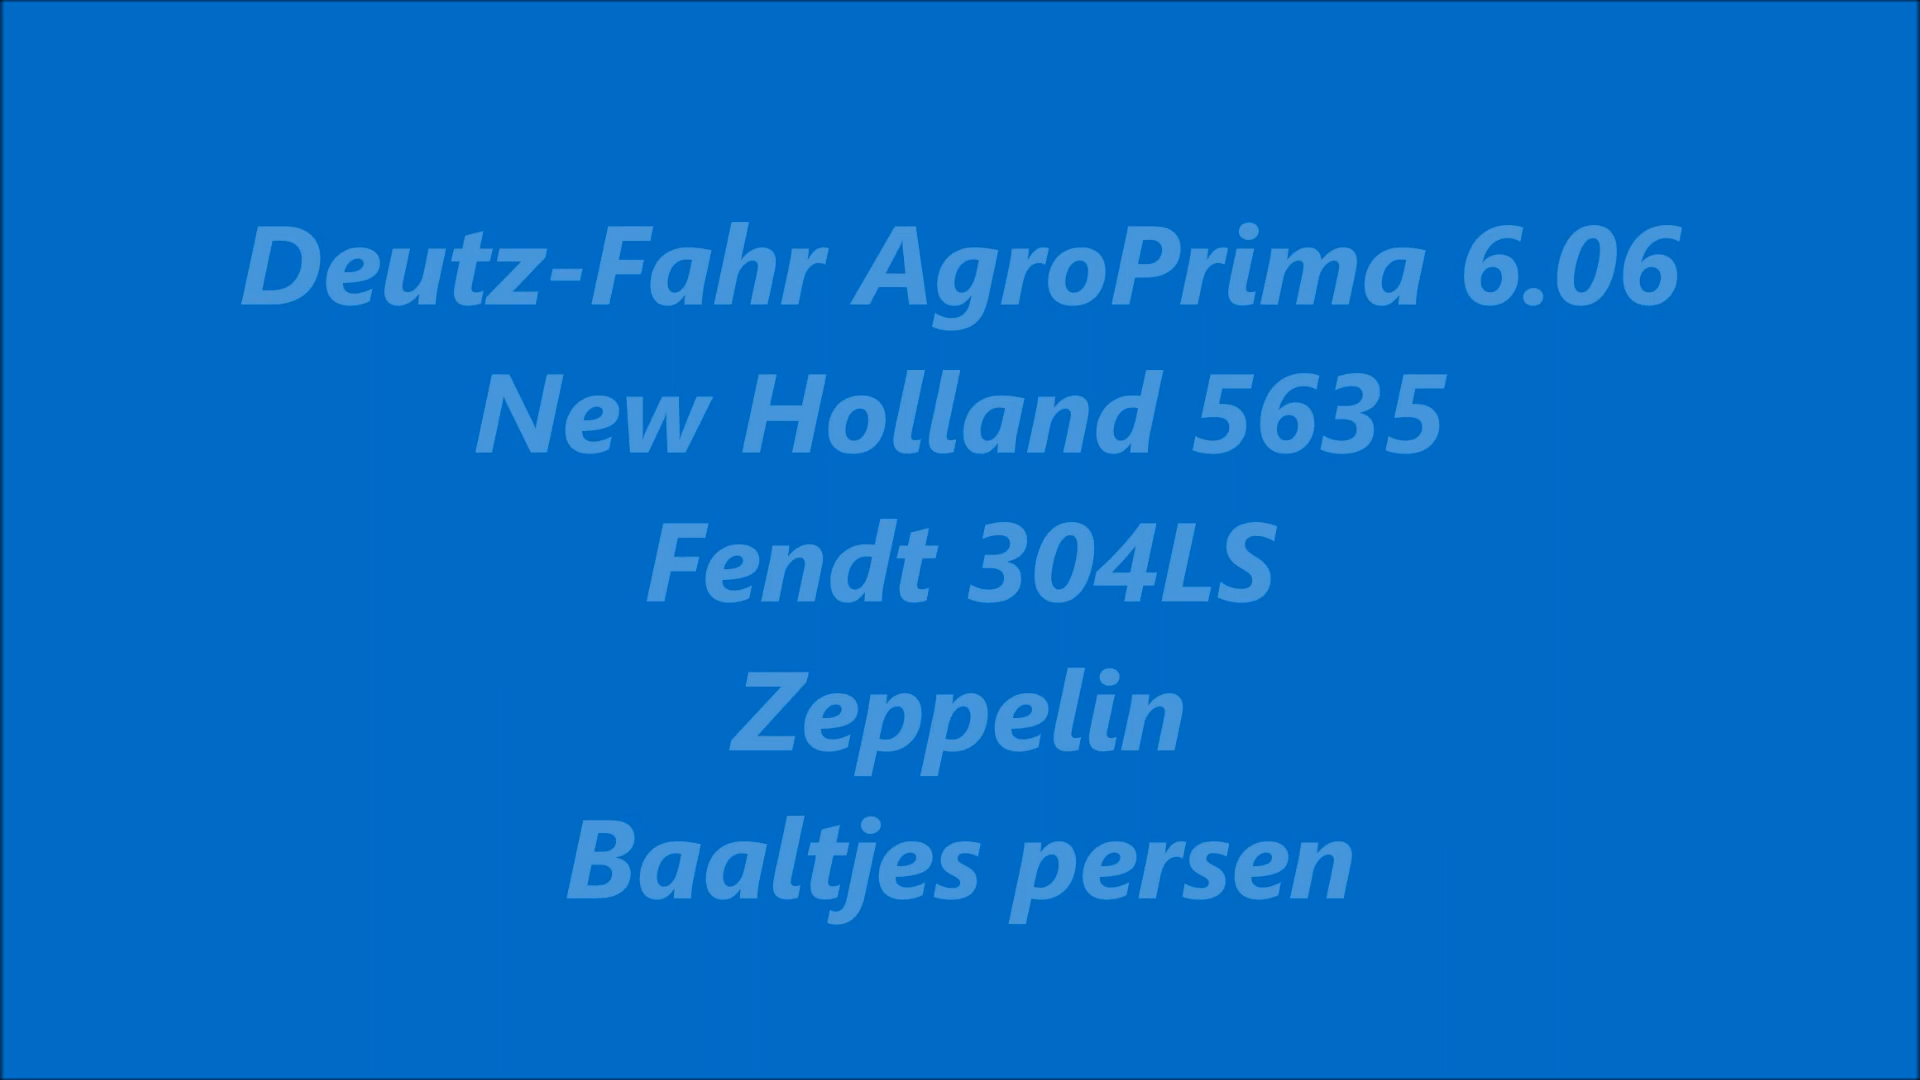 Deutz-Fahr AgroPrima 6.06
New Holland 5635
Fendt 304LS
Zeppelin
Baaltjes persen